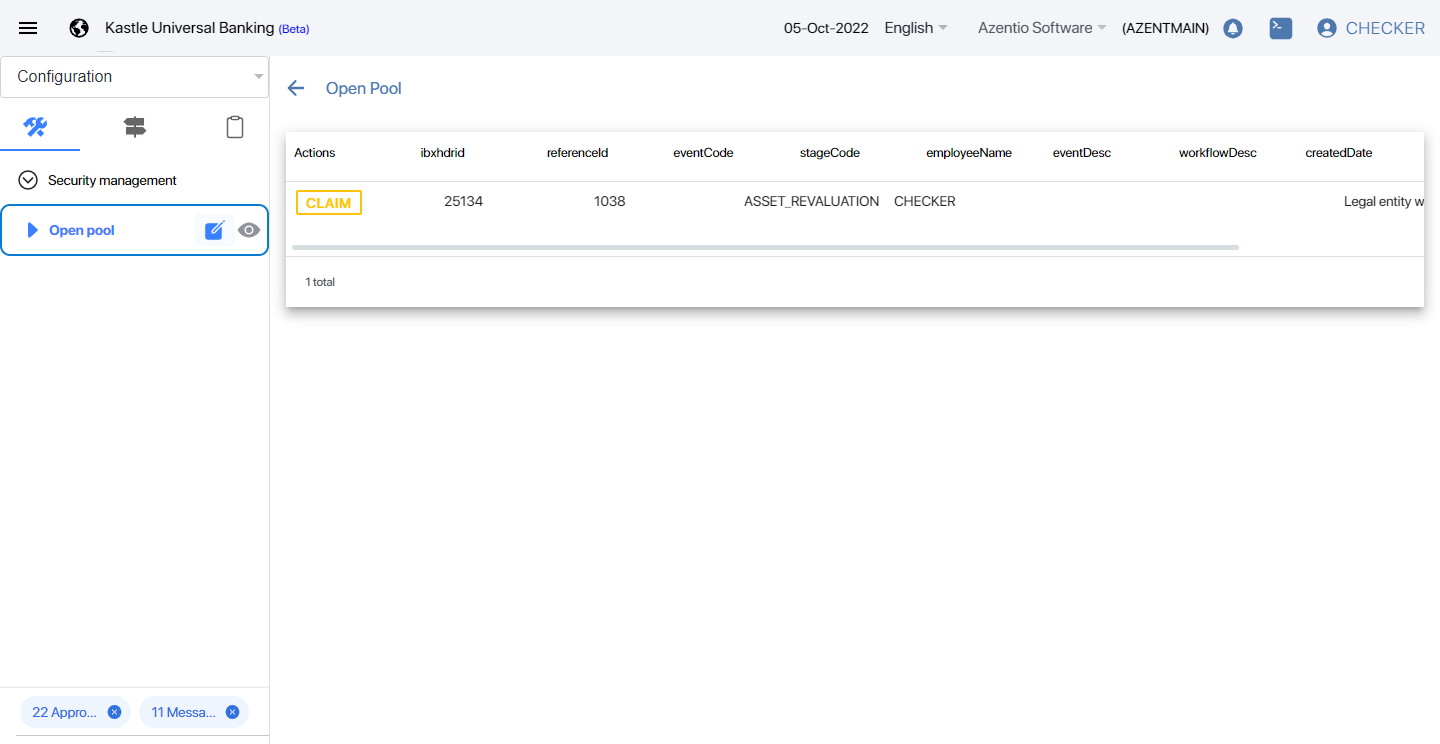 Kastle Universal Banking (Beta)
05-Oct-2022 English Azentio Software (AZENTMAIN) CHECKER
Configuration
Security management
Open pool
22 Appro...
11 Messa...
Open Pool
Actions ibxhdrid referenceId eventCode stageCode employeeName eventDesc workflowDesc createdDate
CLAIM 25134 1038 ASSET_REVALUATION CHECKER Legal entity w
1 total